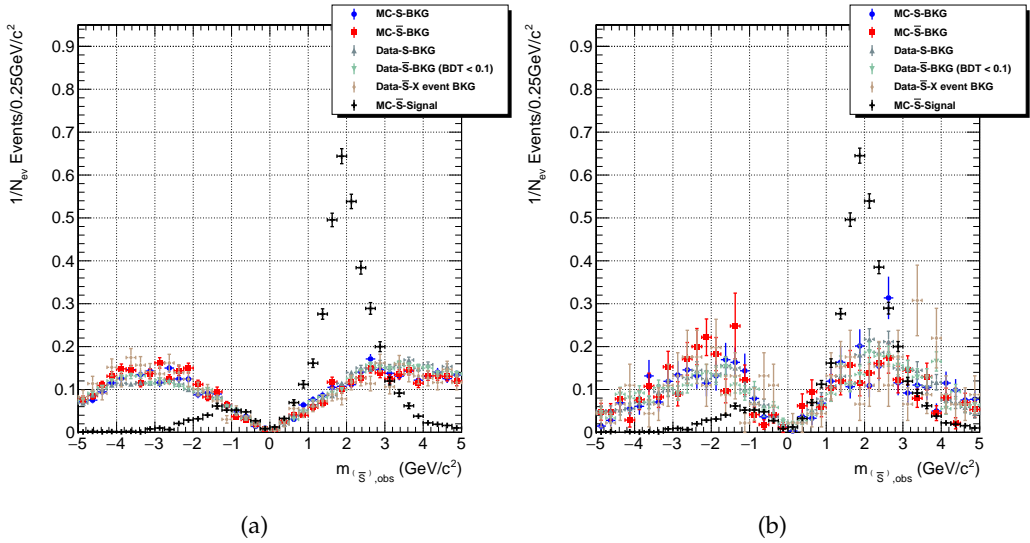 MC-S-BKG
MC-S̅-BKG
Data-S-BKG
Data-S̅-BKG (BDT < 0.1)
Data-S̅-X event BKG
MC-S̅-Signal
1/N_ev Events/0.25GeV/c²
0.9
0.8
0.7
0.6
0.5
0.4
0.3
0.2
0.1
0
−5 −4 −3 −2 −1 0 1 2 3 4 5
m_(S̅),obs (GeV/c²)
(a)
MC-S-BKG
MC-S̅-BKG
Data-S-BKG
Data-S̅-BKG (BDT < 0.1)
Data-S̅-X event BKG
MC-S̅-Signal
1/N_ev Events/0.25GeV/c²
0.9
0.8
0.7
0.6
0.5
0.4
0.3
0.2
0.1
0
−5 −4 −3 −2 −1 0 1 2 3 4 5
m_(S̅),obs (GeV/c²)
(b)